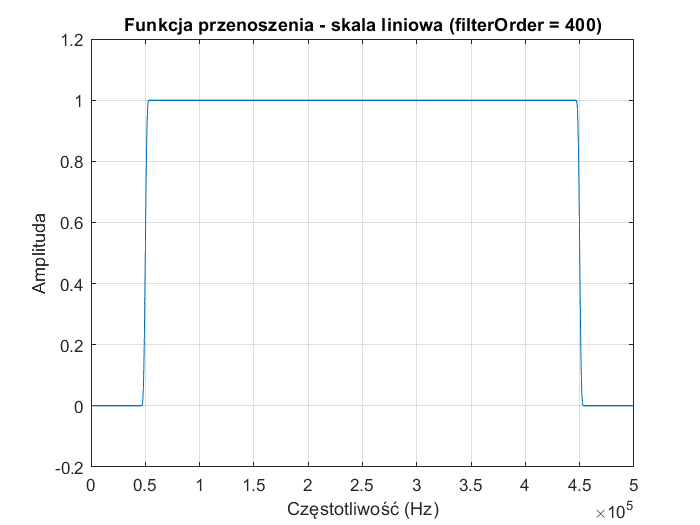 Funkcja przenoszenia - skala liniowa (filterOrder = 400)
1.2
1
0.8
0.6
0.4
0.2
0
-0.2
Amplituda
0 0.5 1 1.5 2 2.5 3 3.5 4 4.5 5
Częstotliwość (Hz)
×10⁵